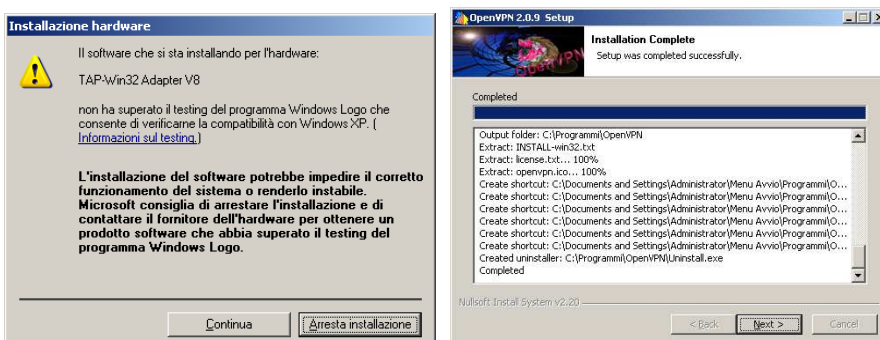 Installazione hardware
Il software che si sta installando per l'hardware:
TAP-Win32 Adapter V8
non ha superato il testing del programma Windows Logo che
consente di verificarne la compatibilità con Windows XP. (
Informazioni sul testing.)
L'installazione del software potrebbe impedire il corretto
funzionamento del sistema o renderlo instabile.
Microsoft consiglia di arrestare l'installazione e di
contattare il fornitore dell'hardware per ottenere un
prodotto software che abbia superato il testing del
programma Windows Logo.
Continua
Arresta installazione
OpenVPN 2.0.9 Setup
Installation Complete
Setup was completed successfully.
OpenVPN
Completed
Output folder: C:\Programmi\OpenVPN
Extract: INSTALL-win32.txt
Extract: license.txt... 100%
Extract: openvpn.ico... 100%
Create shortcut: C:\Documents and Settings\Administrator\Menu Avvio\Programmi\O...
Create shortcut: C:\Documents and Settings\Administrator\Menu Avvio\Programmi\O...
Create shortcut: C:\Documents and Settings\Administrator\Menu Avvio\Programmi\O...
Create shortcut: C:\Documents and Settings\Administrator\Menu Avvio\Programmi\O...
Create shortcut: C:\Documents and Settings\Administrator\Menu Avvio\Programmi\O...
Create shortcut: C:\Documents and Settings\Administrator\Menu Avvio\Programmi\O...
Created uninstaller: C:\Programmi\OpenVPN\Uninstall.exe
Completed
Nullsoft Install System v2.20
< Back
Next >
Cancel